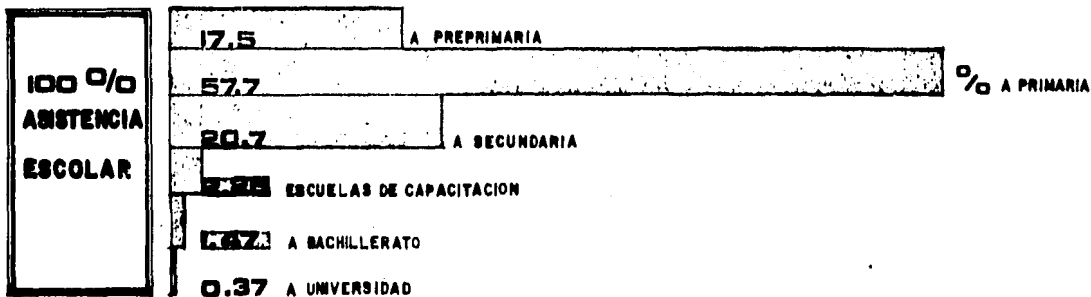 100 %
ASISTENCIA
ESCOLAR
17.5 A PREPRIMARIA
57.7 % A PRIMARIA
20.7 A SECUNDARIA
ESCUELAS DE CAPACITACION
A BACHILLERATO
0.37 A UNIVERSIDAD